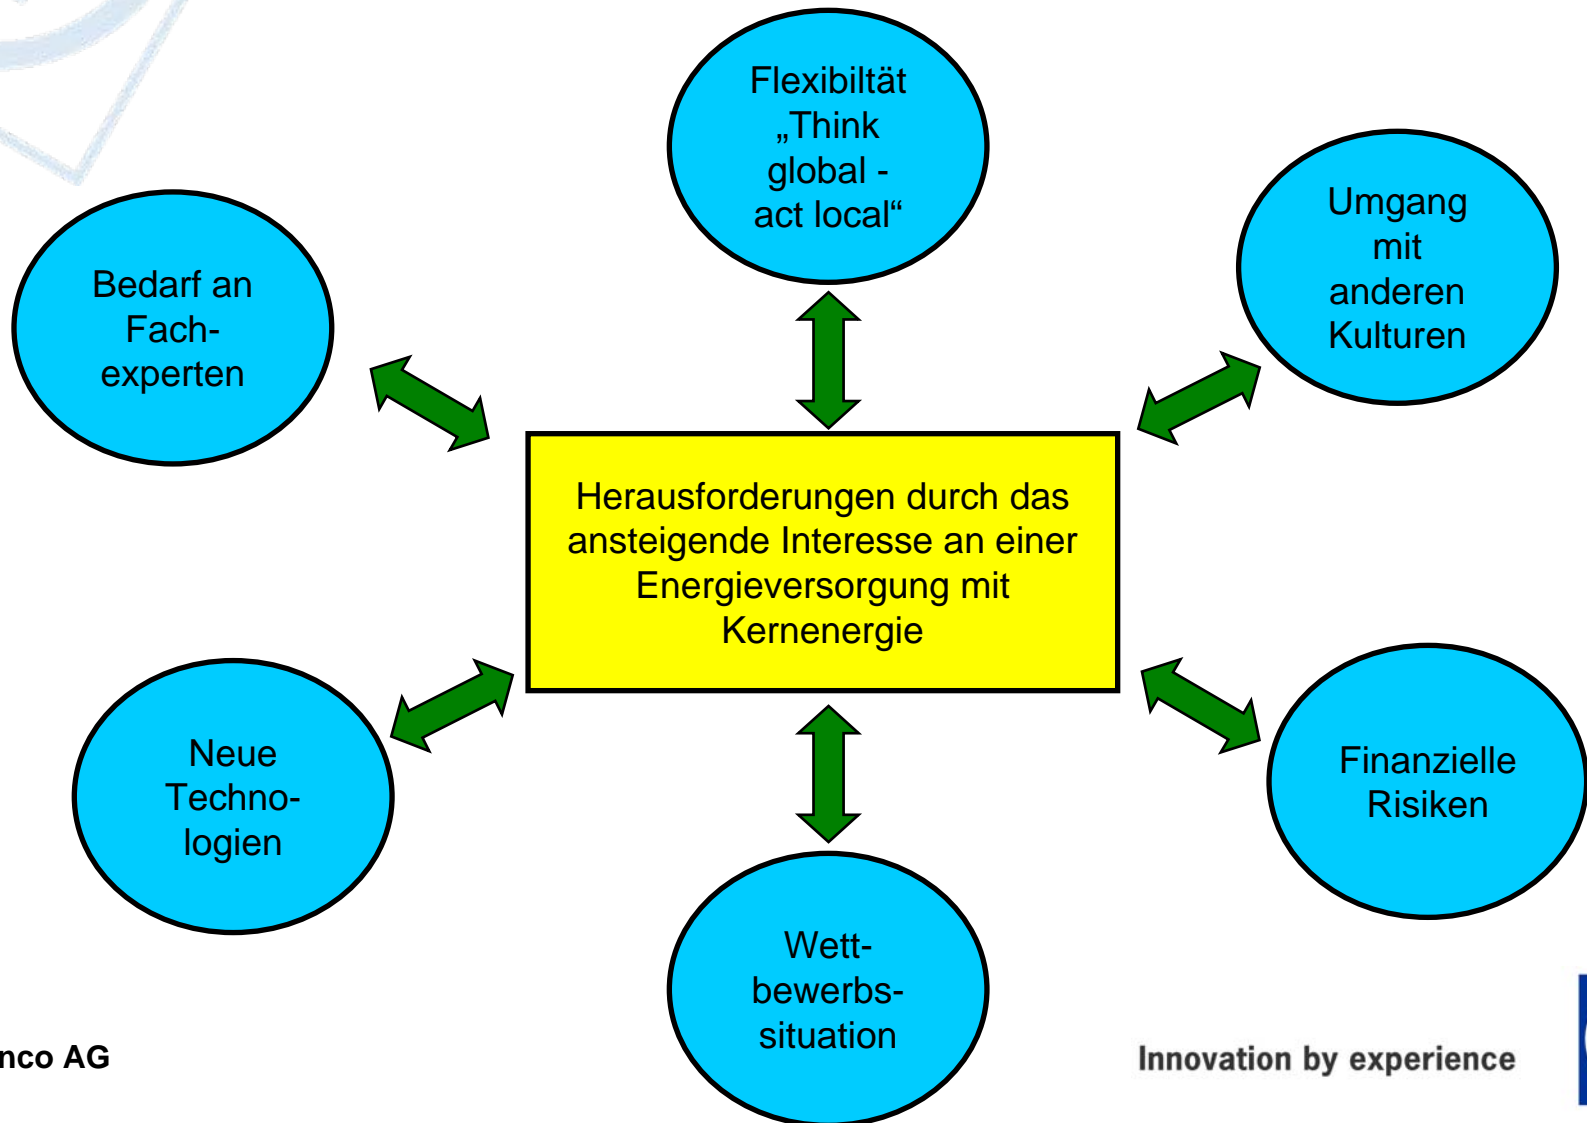 Flexibiltät
„Think
global -
act local“
Umgang
mit
anderen
Kulturen
Bedarf an
Fach-
experten
Herausforderungen durch das
ansteigende Interesse an einer
Energieversorgung mit
Kernenergie
Neue
Techno-
logien
Finanzielle
Risiken
Wett-
bewerbs-
situation
nco AG
Innovation by experience